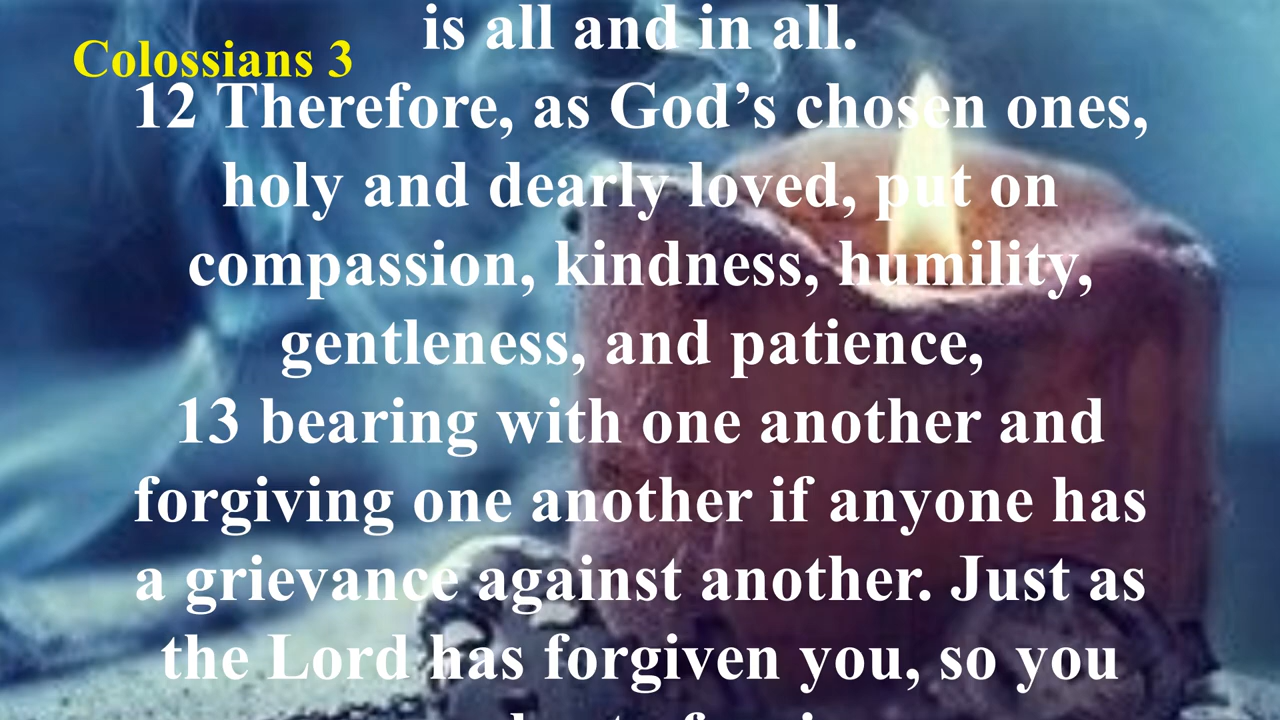 is all and in all.
Colossians 3
12 Therefore, as God’s chosen ones,
holy and dearly loved, put on
compassion, kindness, humility,
gentleness, and patience,
13 bearing with one another and
forgiving one another if anyone has
a grievance against another. Just as
the Lord has forgiven you, so you